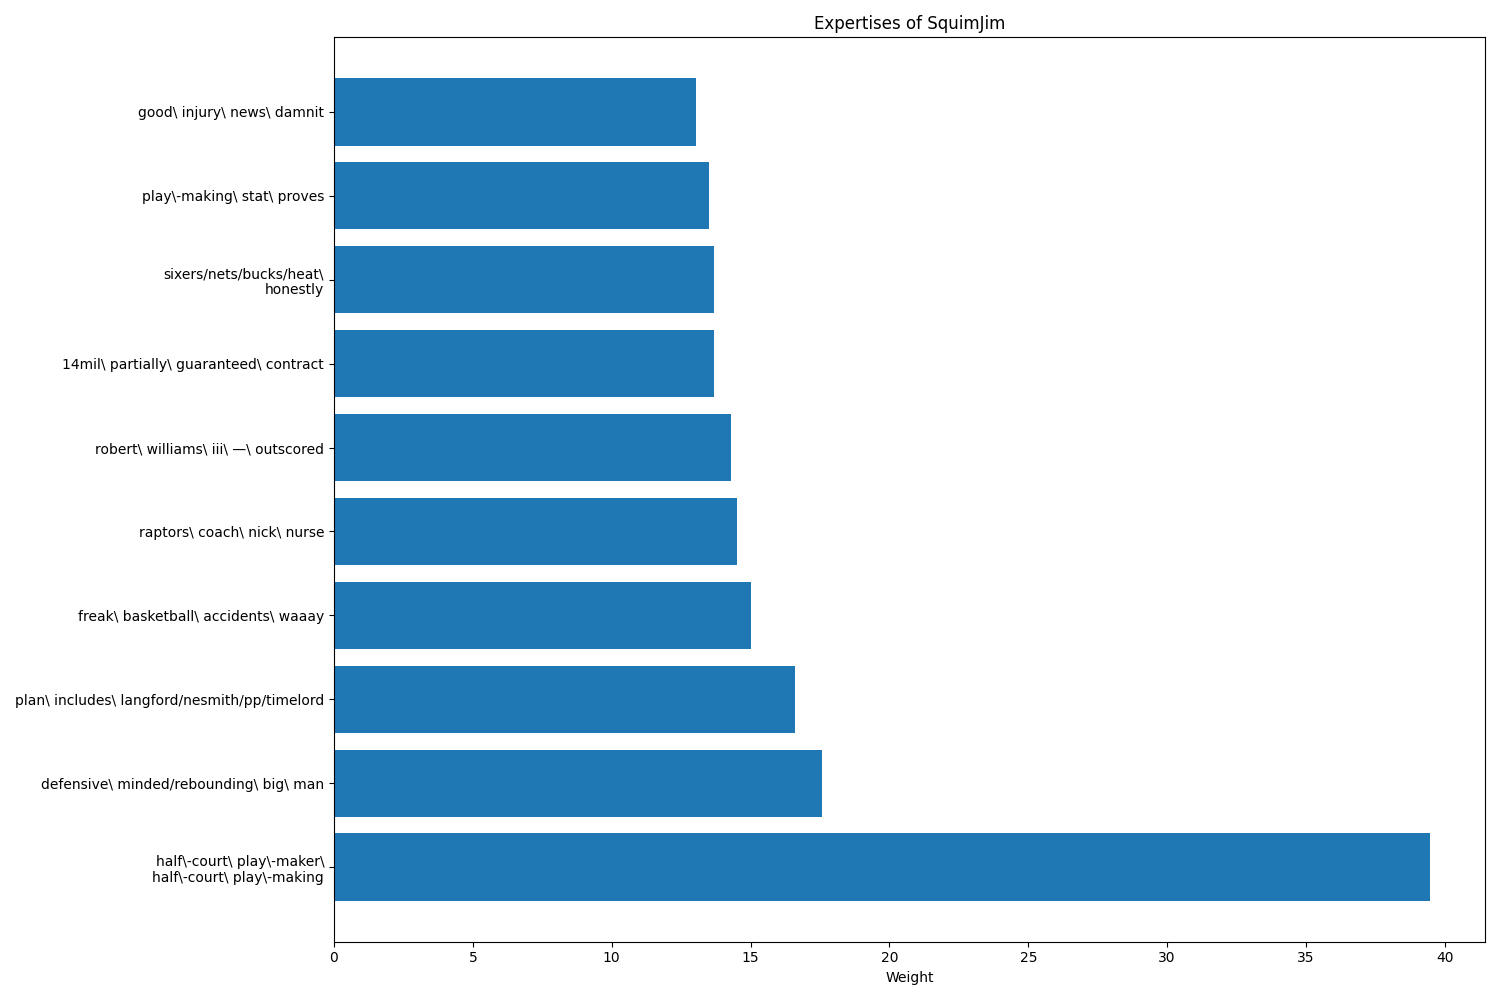 Expertises of SquimJim
good\ injury\ news\ damnit
play\-making\ stat\ proves
sixers/nets/bucks/heat\
honestly
14mil\ partially\ guaranteed\ contract
robert\ williams\ iii\ —\ outscored
raptors\ coach\ nick\ nurse
freak\ basketball\ accidents\ waaay
plan\ includes\ langford/nesmith/pp/timelord
defensive\ minded/rebounding\ big\ man
half\-court\ play\-maker\
half\-court\ play\-making
0 5 10 15 20 25 30 35 40
Weight